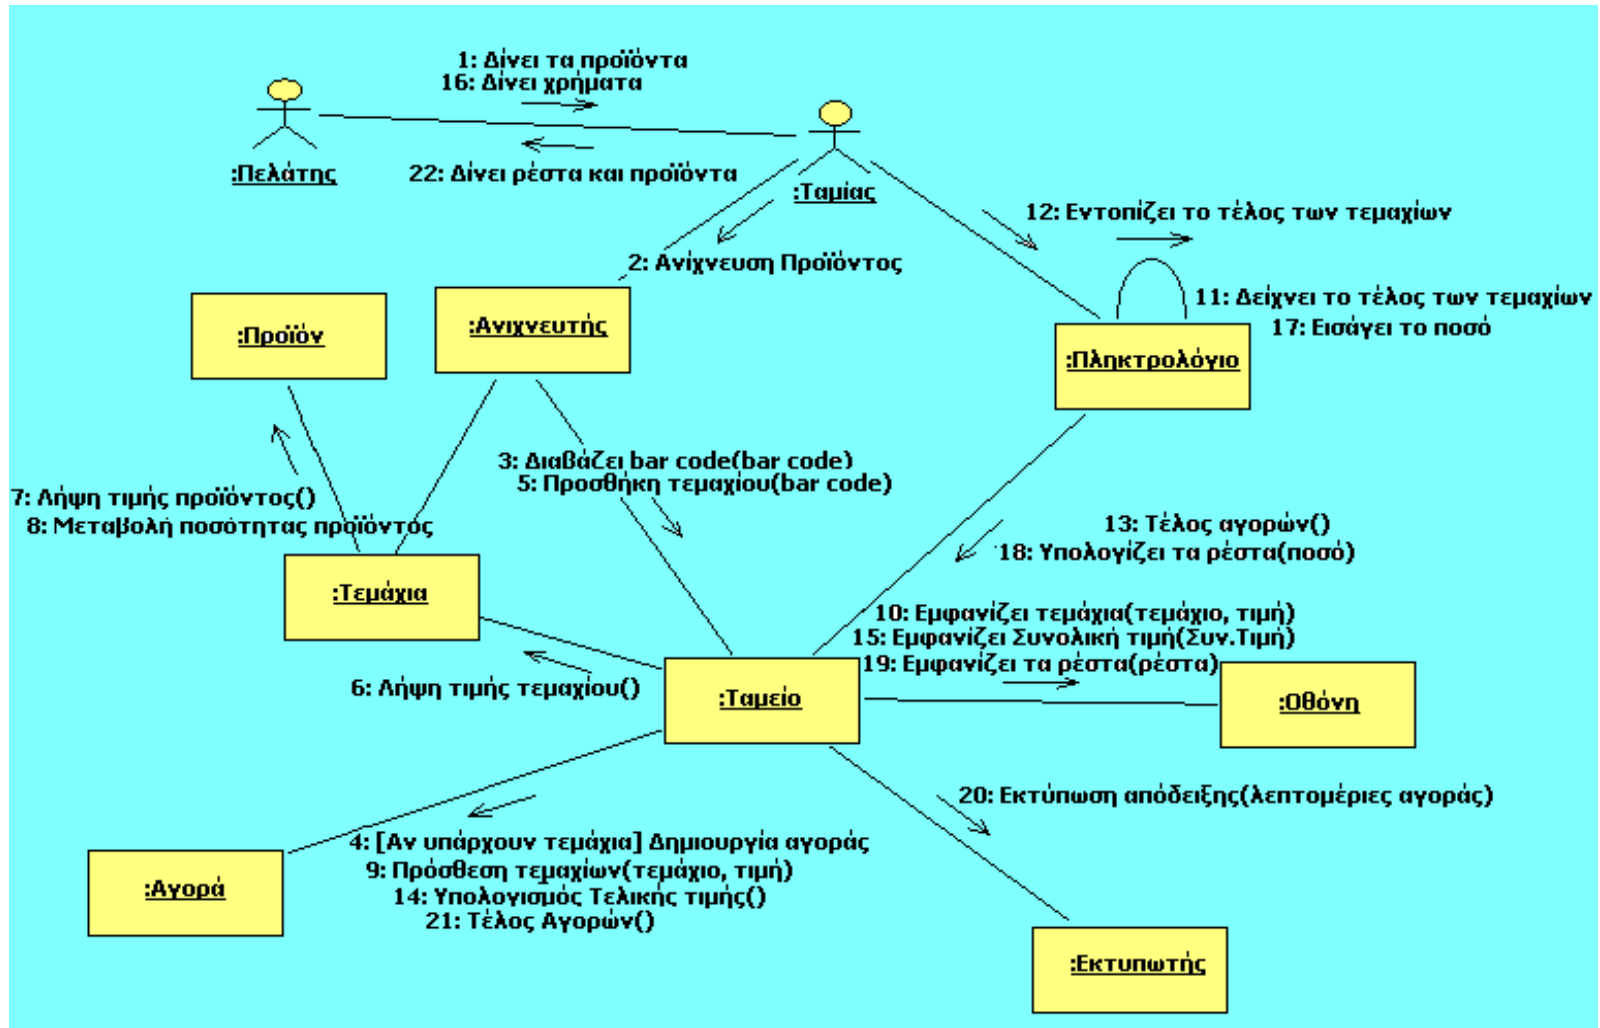 1: Δίνει τα προϊόντα
16: Δίνει χρήματα
:Πελάτης
22: Δίνει ρέστα και προϊόντα
:Ταμίας
12: Εντοπίζει το τέλος των τεμαχίων
2: Ανίχνευση Προϊόντος
11: Δείχνει το τέλος των τεμαχίων
17: Εισάγει το ποσό
:Προϊόν
:Ανιχνευτής
:Πληκτρολόγιο
3: Διαβάζει bar code(bar code)
5: Προσθήκη τεμαχίου(bar code)
7: Λήψη τιμής προϊόντος()
8: Μεταβολή ποσότητας προϊόντος
13: Τέλος αγορών()
18: Υπολογίζει τα ρέστα(ποσό)
:Τεμάχια
10: Εμφανίζει τεμάχια(τεμάχιο, τιμή)
15: Εμφανίζει Συνολική τιμή(Συν.Τιμή)
19: Εμφανίζει τα ρέστα(ρέστα)
6: Λήψη τιμής τεμαχίου()
:Ταμείο
:Οθόνη
20: Εκτύπωση απόδειξης(λεπτομέριες αγοράς)
4: [Αν υπάρχουν τεμάχια] Δημιουργία αγοράς
9: Πρόσθεση τεμαχίων(τεμάχιο, τιμή)
14: Υπολογισμός Τελικής τιμής()
21: Τέλος Αγορών()
:Αγορά
:Εκτυπωτής